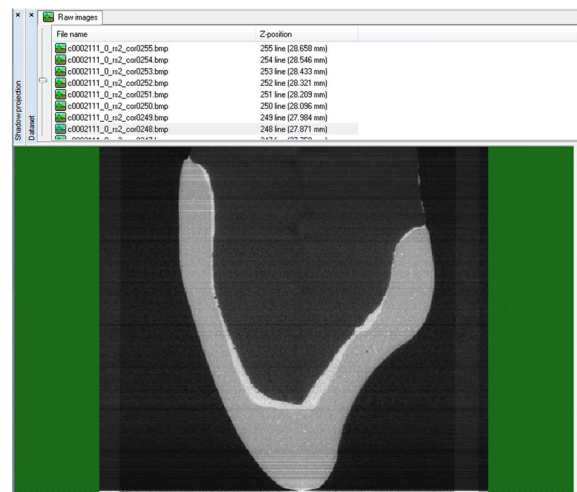 Raw images
File name Z-position
c0002111_0_rs2_cor0255.bmp 255 line (28.658 mm)
c0002111_0_rs2_cor0254.bmp 254 line (28.546 mm)
c0002111_0_rs2_cor0253.bmp 253 line (28.433 mm)
c0002111_0_rs2_cor0252.bmp 252 line (28.321 mm)
c0002111_0_rs2_cor0251.bmp 251 line (28.209 mm)
c0002111_0_rs2_cor0250.bmp 250 line (28.096 mm)
c0002111_0_rs2_cor0249.bmp 249 line (27.984 mm)
c0002111_0_rs2_cor0248.bmp 248 line (27.871 mm)
Shadow projection
Dataset